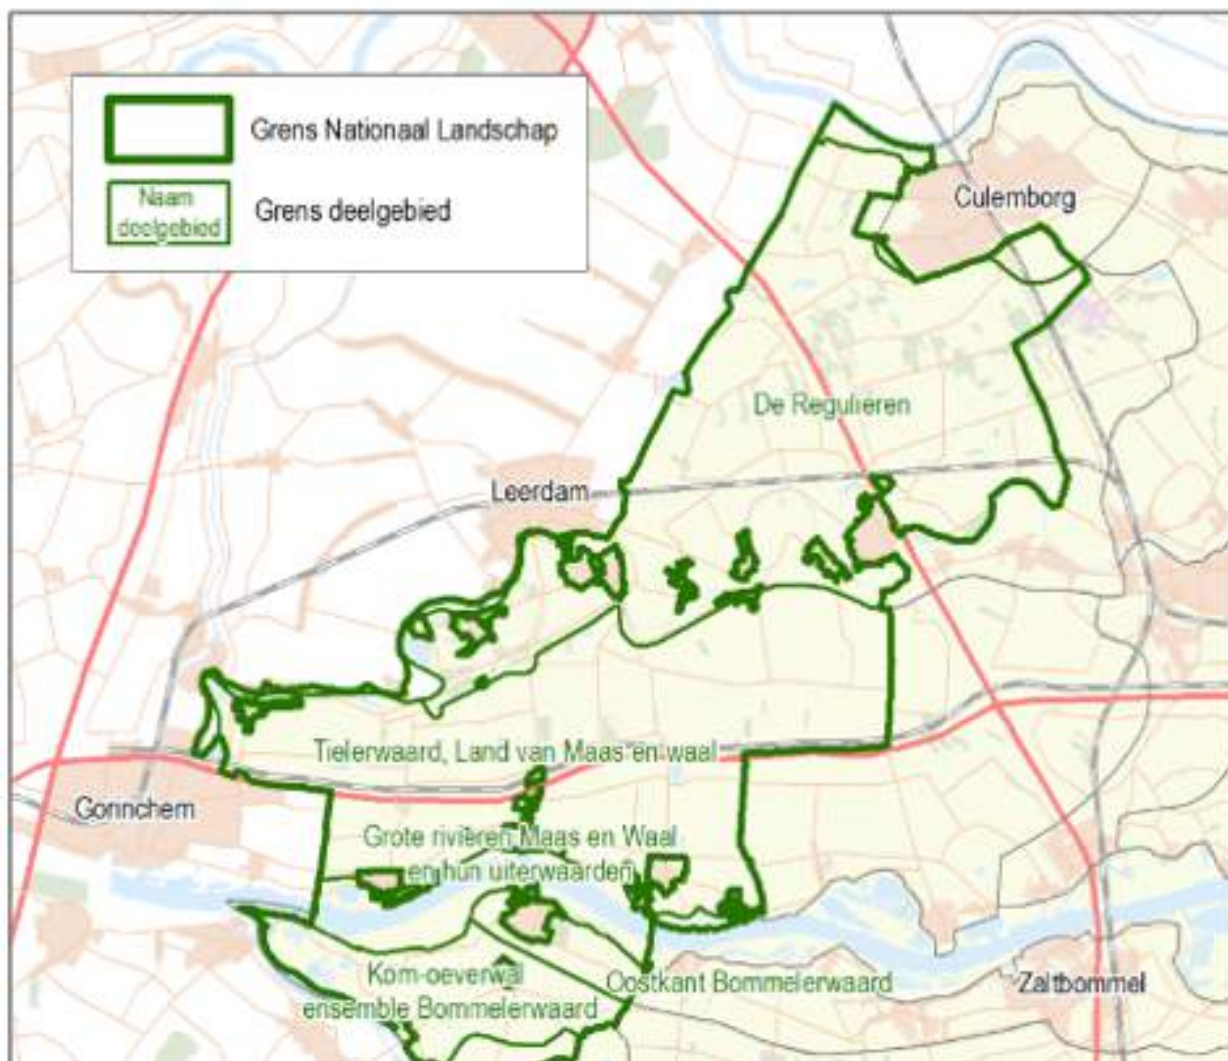 Grens Nationaal Landschap
Naam
deelgebied
Grens deelgebied
Culemborg
De Regulieren
Leerdam
Tielerwaard, Land van Maas en waal
Gorinchem
Grote rivieren Maas en Waal
en hun uiterwaarden
Kom-oeverwal
ensemble Bommelerwaard
Oostkant Bommelerwaard
Zaltbommel